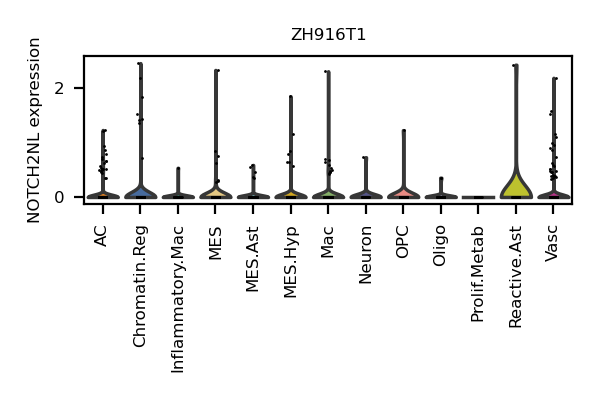 ZH916T1
NOTCH2NL expression
2
0
AC
Chromatin.Reg
Inflammatory.Mac
MES
MES.Ast
MES.Hyp
Mac
Neuron
OPC
Oligo
Prolif.Metab
Reactive.Ast
Vasc